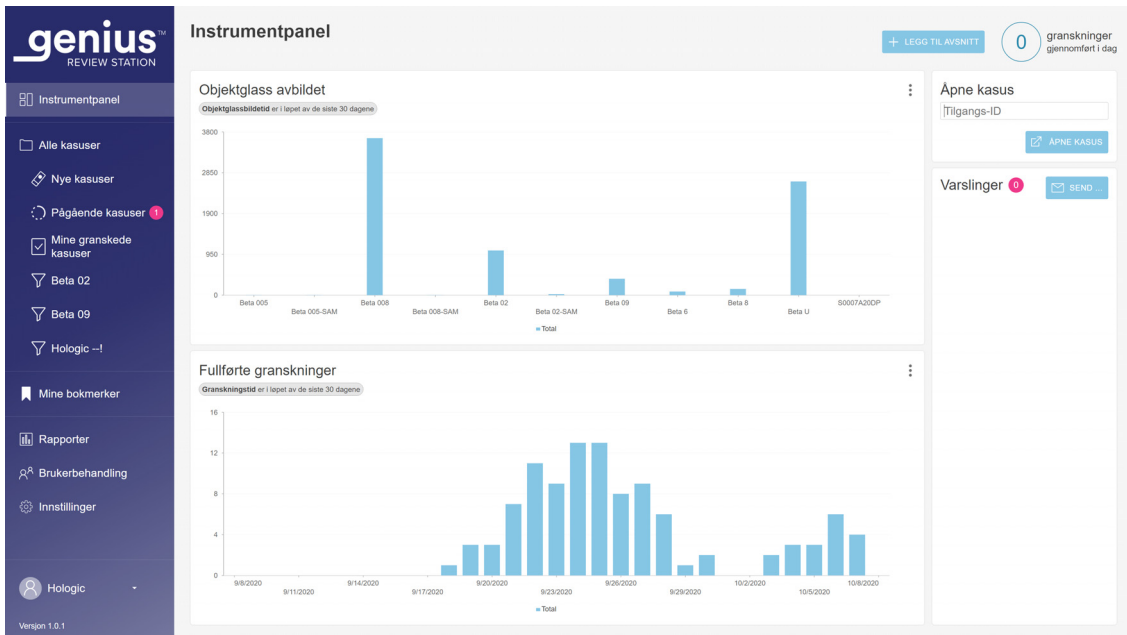 genius™
REVIEW STATION
Instrumentpanel
Alle kasuser
Nye kasuser
Pågående kasuser 1
Mine granskede
kasuser
Beta 02
Beta 09
Hologic --!
Mine bokmerker
Rapporter
Brukerbehandling
Innstillinger
Hologic
Versjon 1.0.1
Instrumentpanel
+ LEGG TIL AVSNITT
0
granskninger
gjennomført i dag
Objektglass avbildet
Objektglassbildetid er i løpet av de siste 30 dagene
3800
2850
1900
950
0
Beta 005
Beta 005-SAM
Beta 008
Beta 008-SAM
Beta 02
Beta 02-SAM
Beta 09
Beta 6
Beta 8
Beta U
S0007A20DP
Total
Fullførte granskninger
Granskningstid er i løpet av de siste 30 dagene
16
12
8
4
0
9/8/2020
9/11/2020
9/14/2020
9/17/2020
9/20/2020
9/23/2020
9/26/2020
9/29/2020
10/2/2020
10/5/2020
10/8/2020
Total
Åpne kasus
Tilgangs-ID
ÅPNE KASUS
Varslinger 0
SEND ...